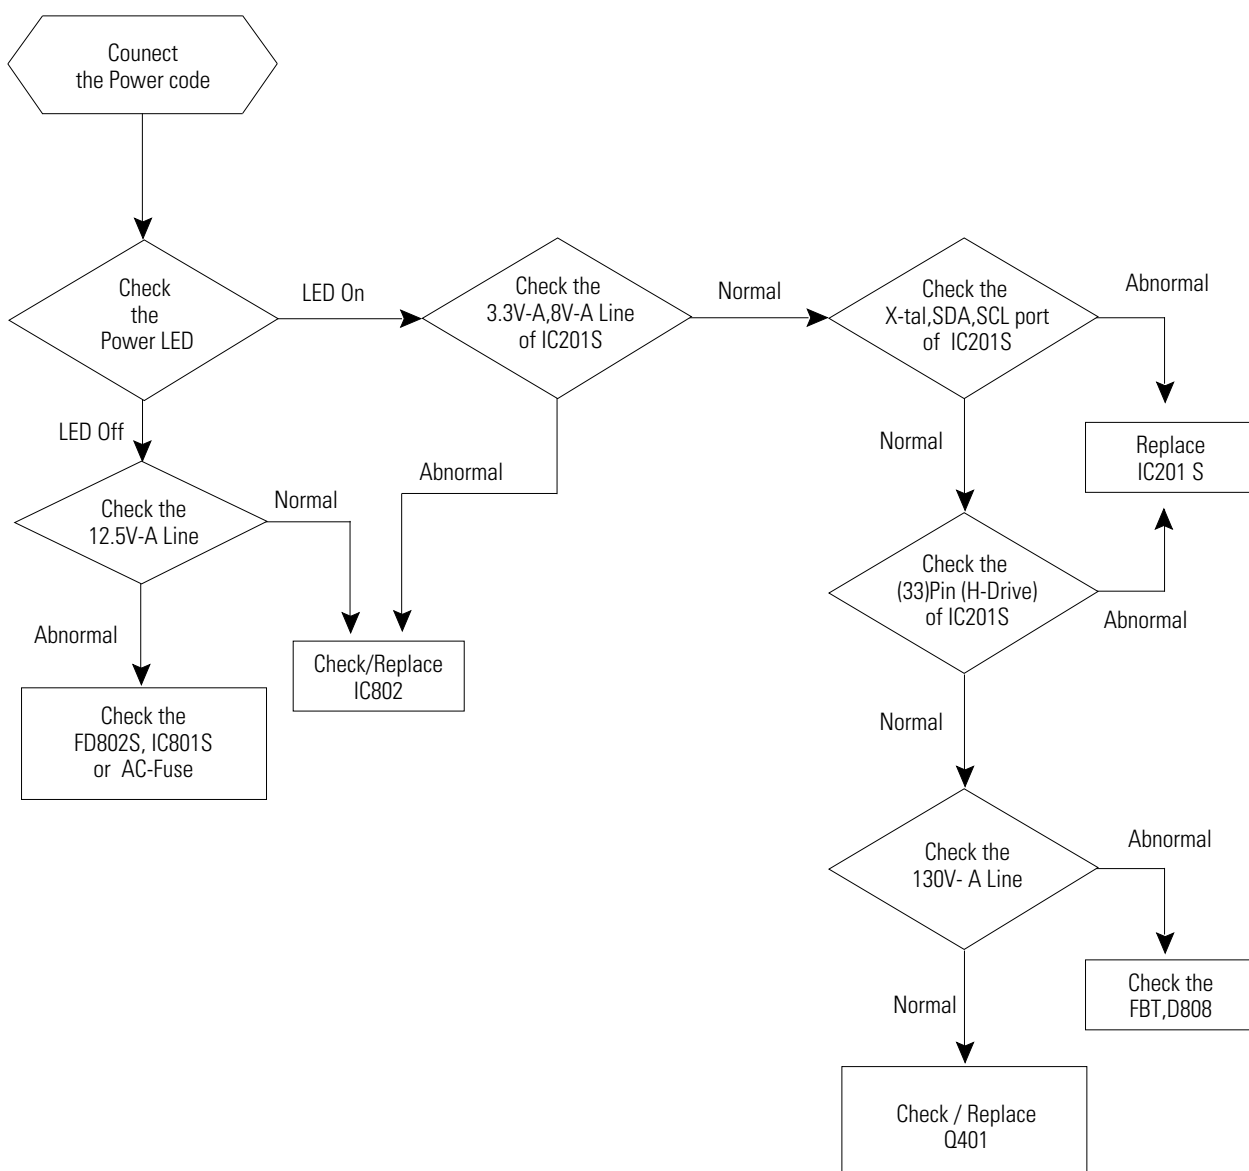 Counect
the Power code
Check
the
Power LED
LED On
Check the
3.3V-A,8V-A Line
of IC201S
Normal
Check the
X-tal,SDA,SCL port
of IC201S
Abnormal
LED Off
Normal
Replace
IC201 S
Check the
12.5V-A Line
Normal
Abnormal
Check the
(33)Pin (H-Drive)
of IC201S
Abnormal
Abnormal
Check/Replace
IC802
Check the
FD802S, IC801S
or AC-Fuse
Normal
Check the
130V- A Line
Abnormal
Check the
FBT,D808
Normal
Check / Replace
Q401